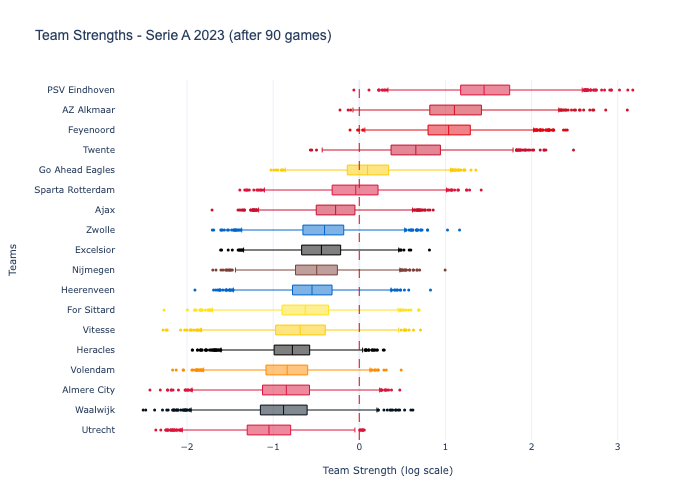 Team Strengths - Serie A 2023 (after 90 games)
PSV Eindhoven
AZ Alkmaar
Feyenoord
Twente
Go Ahead Eagles
Sparta Rotterdam
Ajax
Zwolle
Excelsior
Nijmegen
Heerenveen
For Sittard
Vitesse
Heracles
Volendam
Almere City
Waalwijk
Utrecht
Teams
−2 −1 0 1 2 3
Team Strength (log scale)